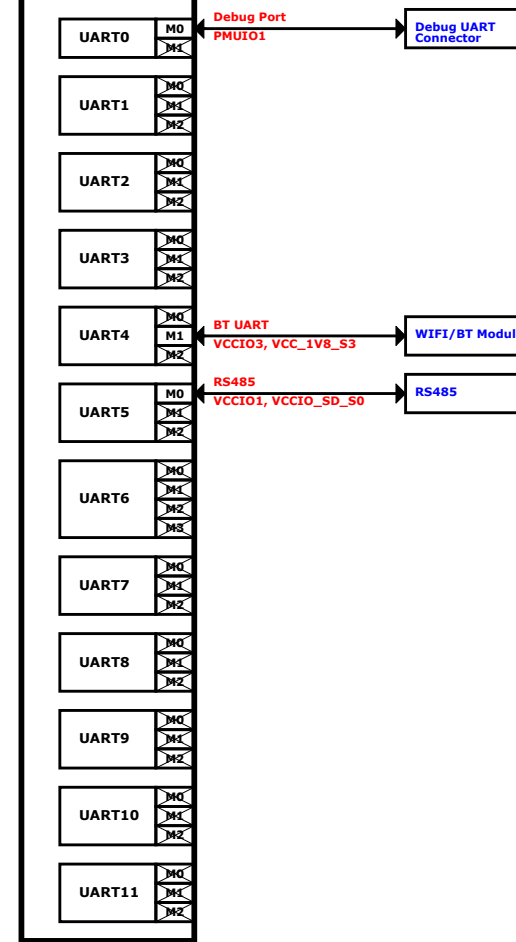 Debug Port
UART0
M0
M1
PMUIO1
Debug UART
Connector
UART1
M0
M1
M2
UART2
M0
M1
M2
UART3
M0
M1
M2
UART4
M0
M1
M2
BT UART
VCCIO3, VCC_1V8_S3
WIFI/BT Modul
UART5
M0
M1
M2
RS485
VCCIO1, VCCIO_SD_S0
RS485
UART6
M0
M1
M2
M3
UART7
M0
M1
M2
UART8
M0
M1
M2
UART9
M0
M1
M2
UART10
M0
M1
M2
UART11
M0
M1
M2